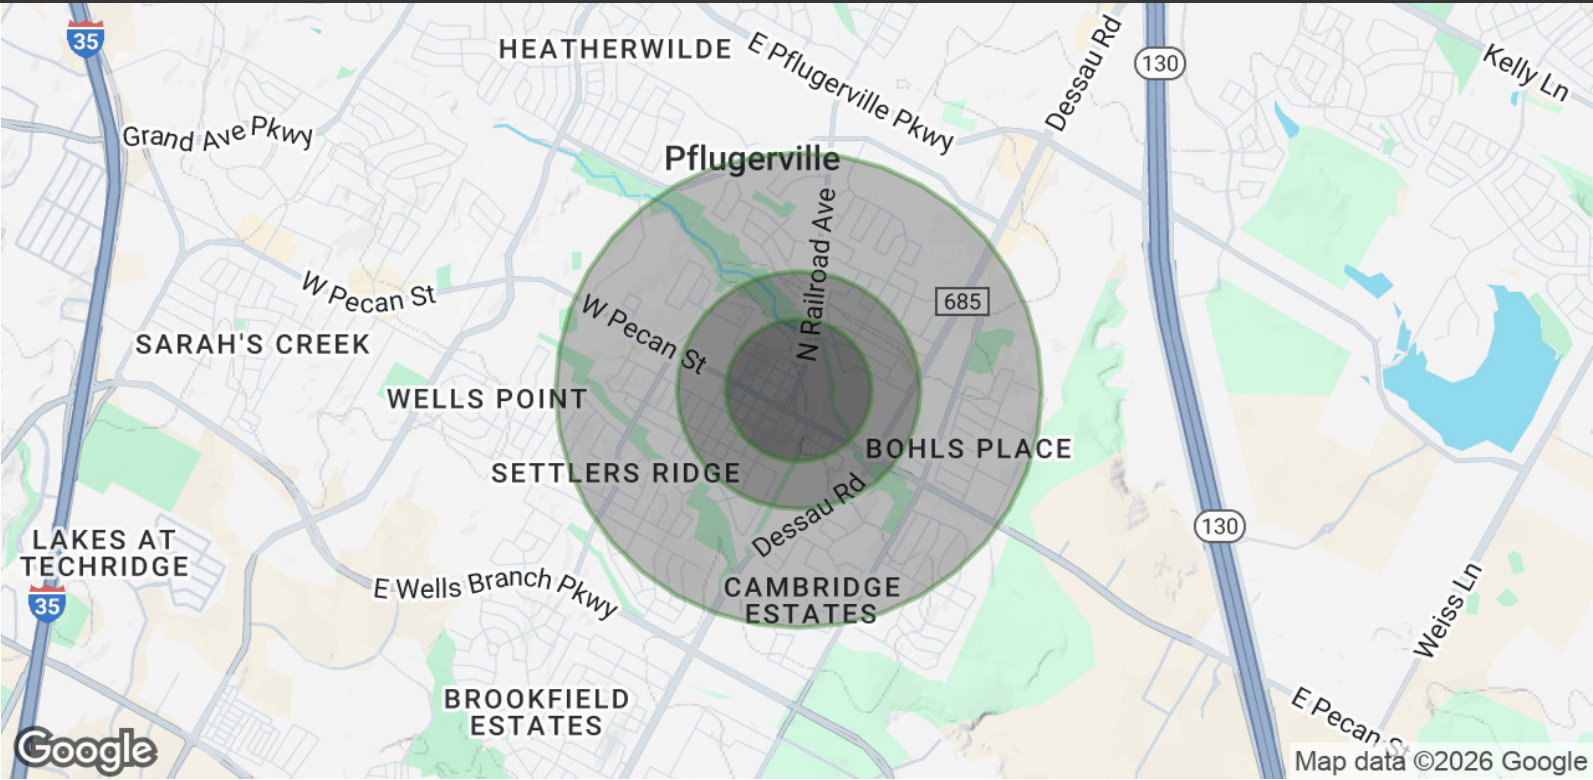 35
HEATHERWILDE
E Pflugerville Pkwy
Dessau Rd
130
Kelly Ln
Grand Ave Pkwy
Pflugerville
N Railroad Ave
W Pecan St
W Pecan St
685
SARAH'S CREEK
WELLS POINT
BOHLS PLACE
SETTLERS RIDGE
Dessau Rd
130
LAKES AT
TECHRIDGE
35
E Wells Branch Pkwy
CAMBRIDGE
ESTATES
Weiss Ln
BROOKFIELD
ESTATES
E Pecan St
Google
Map data ©2026 Google